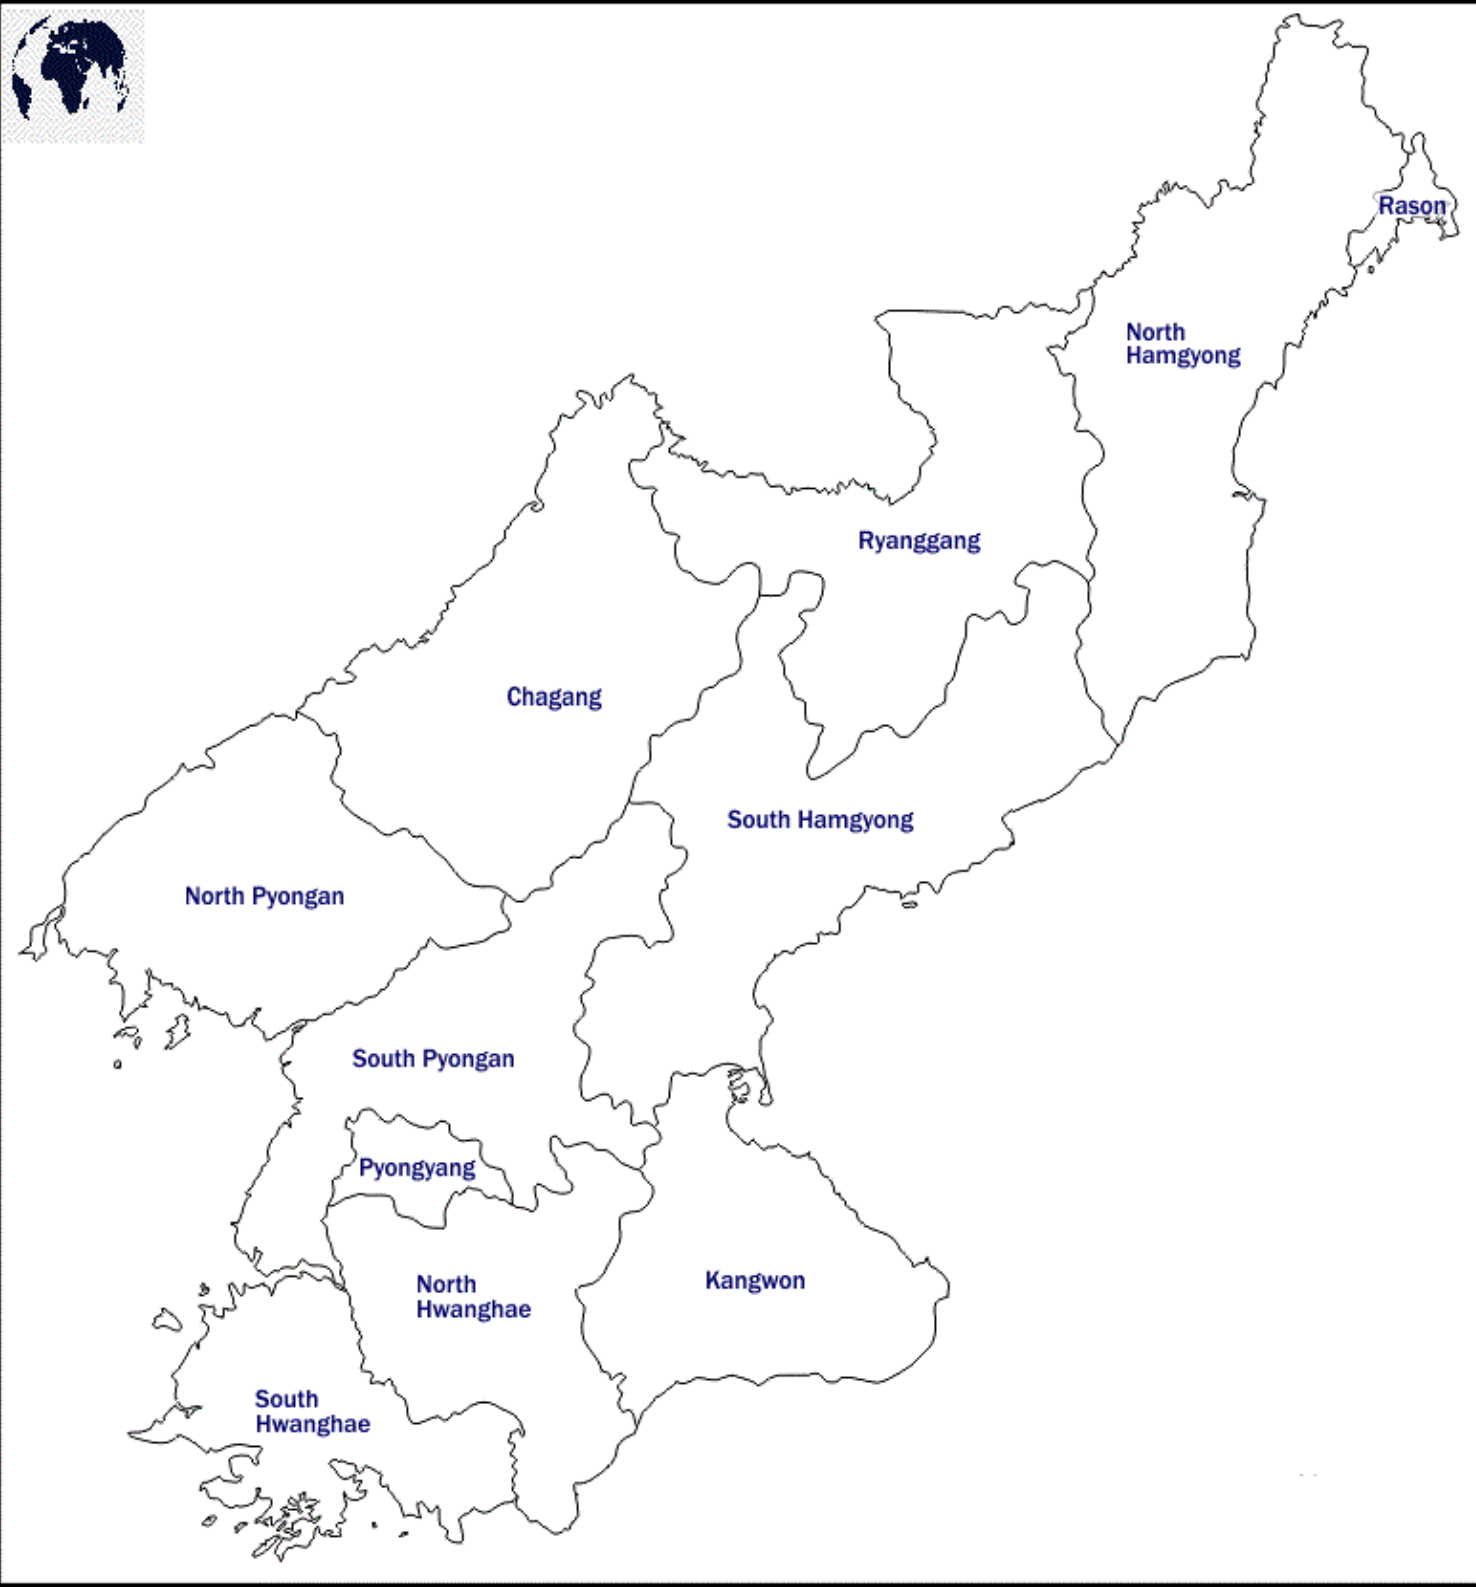 Rason
North
Hamgyong
Ryanggang
Chagang
South Hamgyong
North Pyongan
South Pyongan
Pyongyang
North
Hwanghae
Kangwon
South
Hwanghae